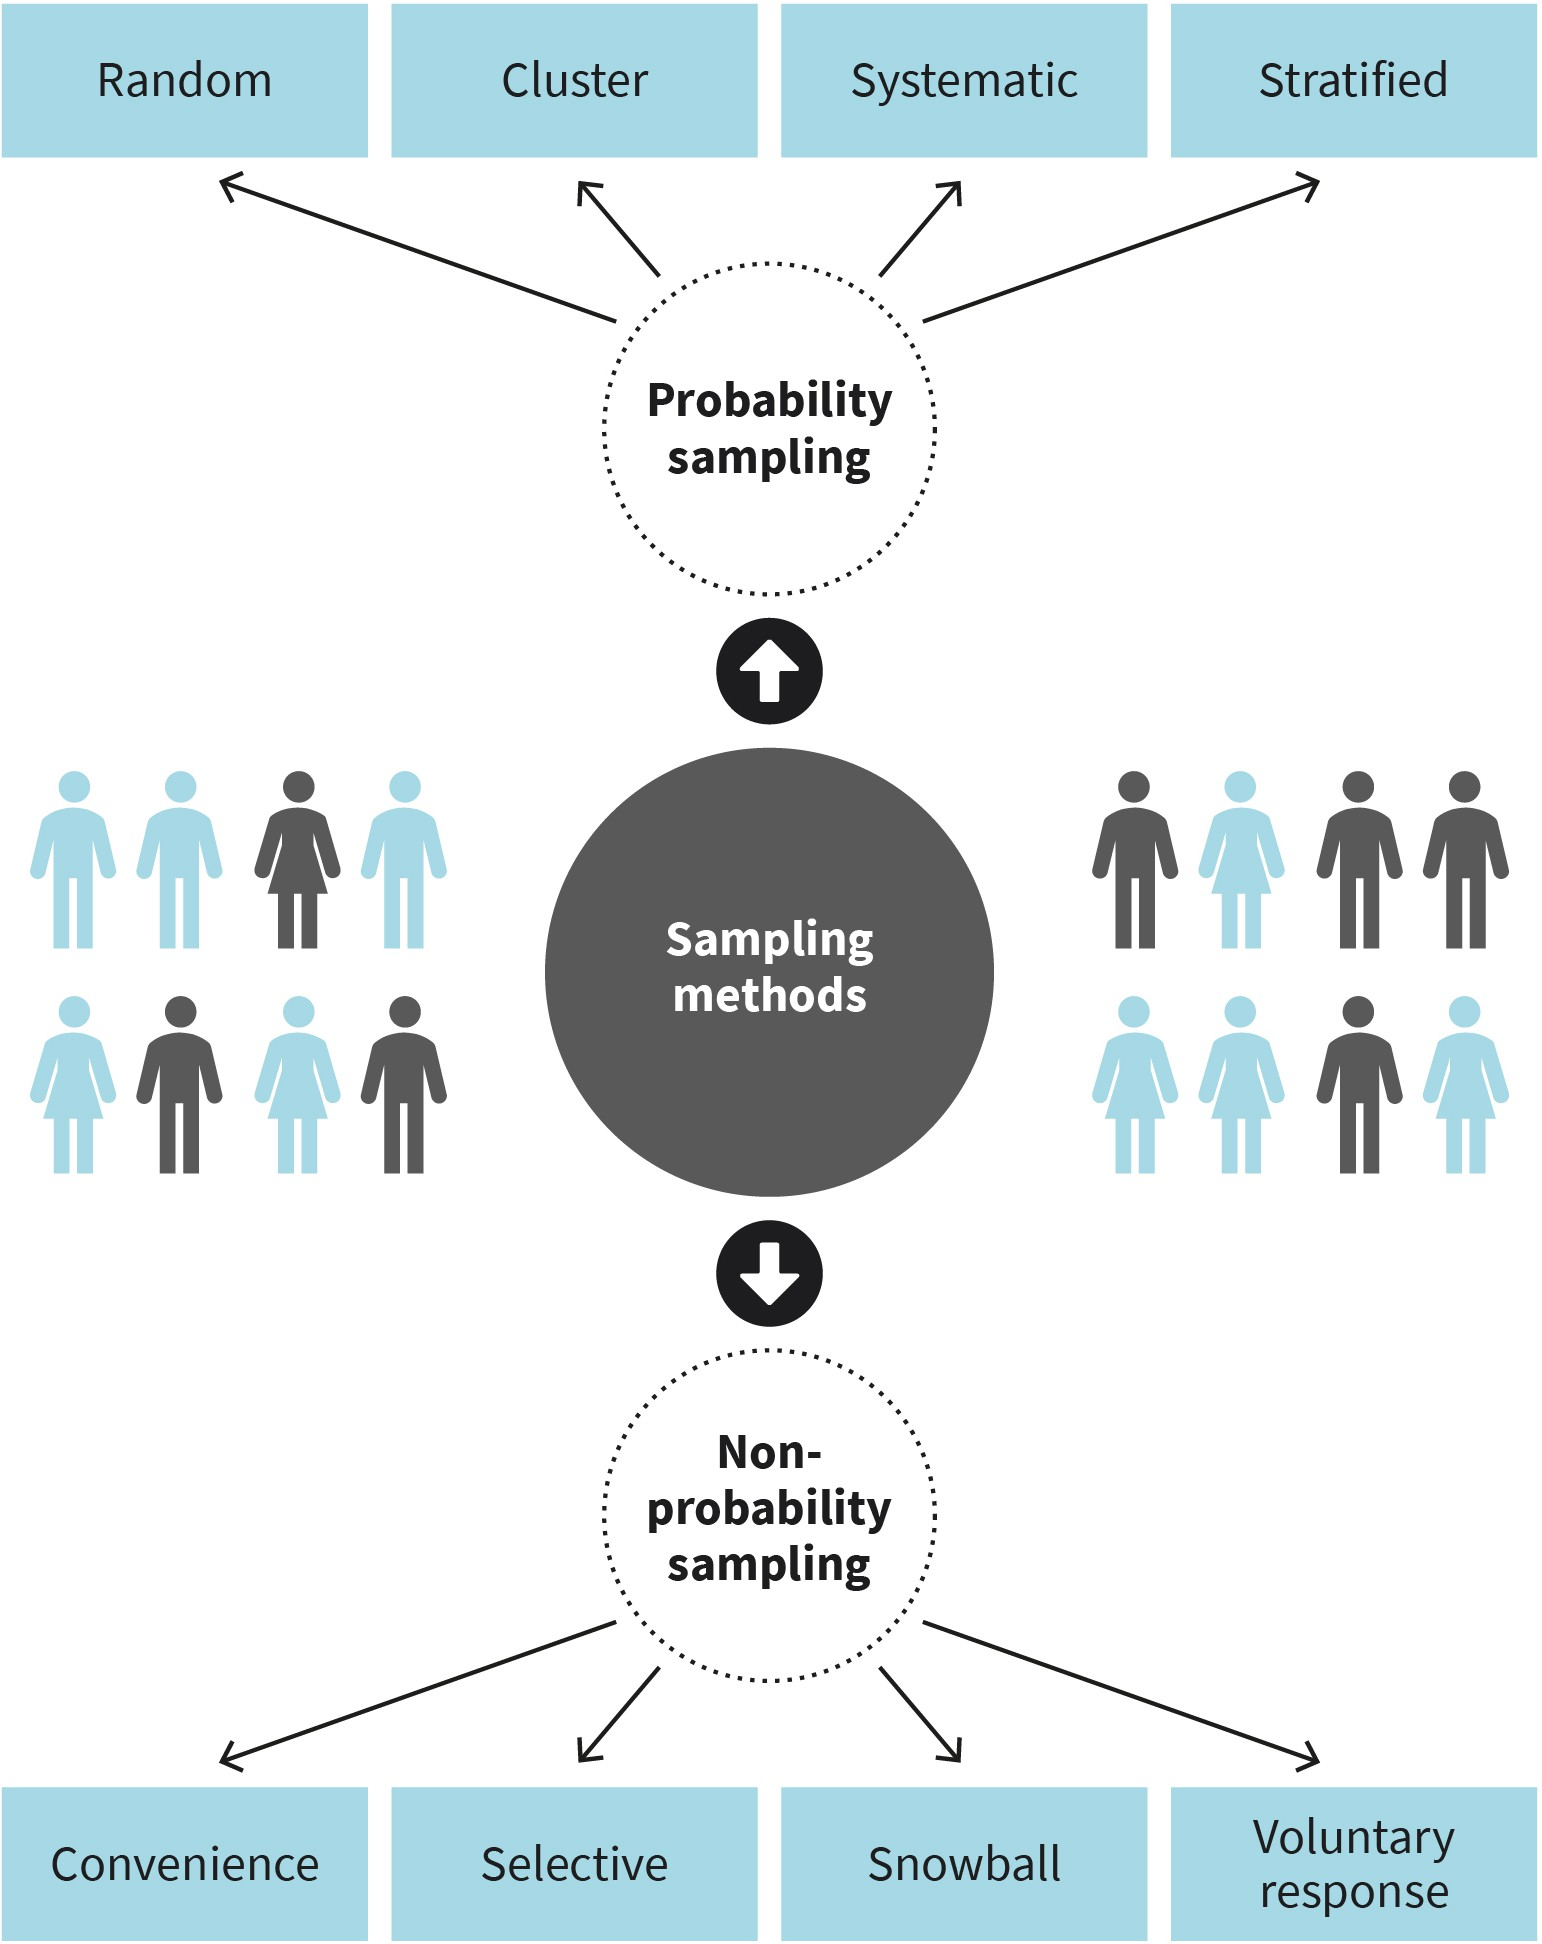 Random
Cluster
Systematic
Stratified
Probability
sampling
Sampling
methods
Non-
probability
sampling
Convenience
Selective
Snowball
Voluntary
response